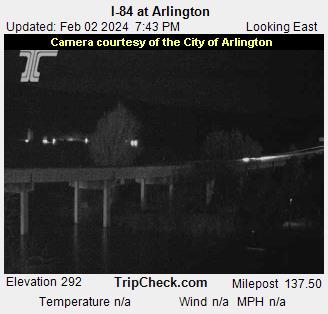 I-84 at Arlington
Updated: Feb 02 2024 7:43 PM Looking East
Camera courtesy of the City of Arlington
Elevation 292 TripCheck.com Milepost 137.50
Temperature n/a Wind n/a MPH n/a